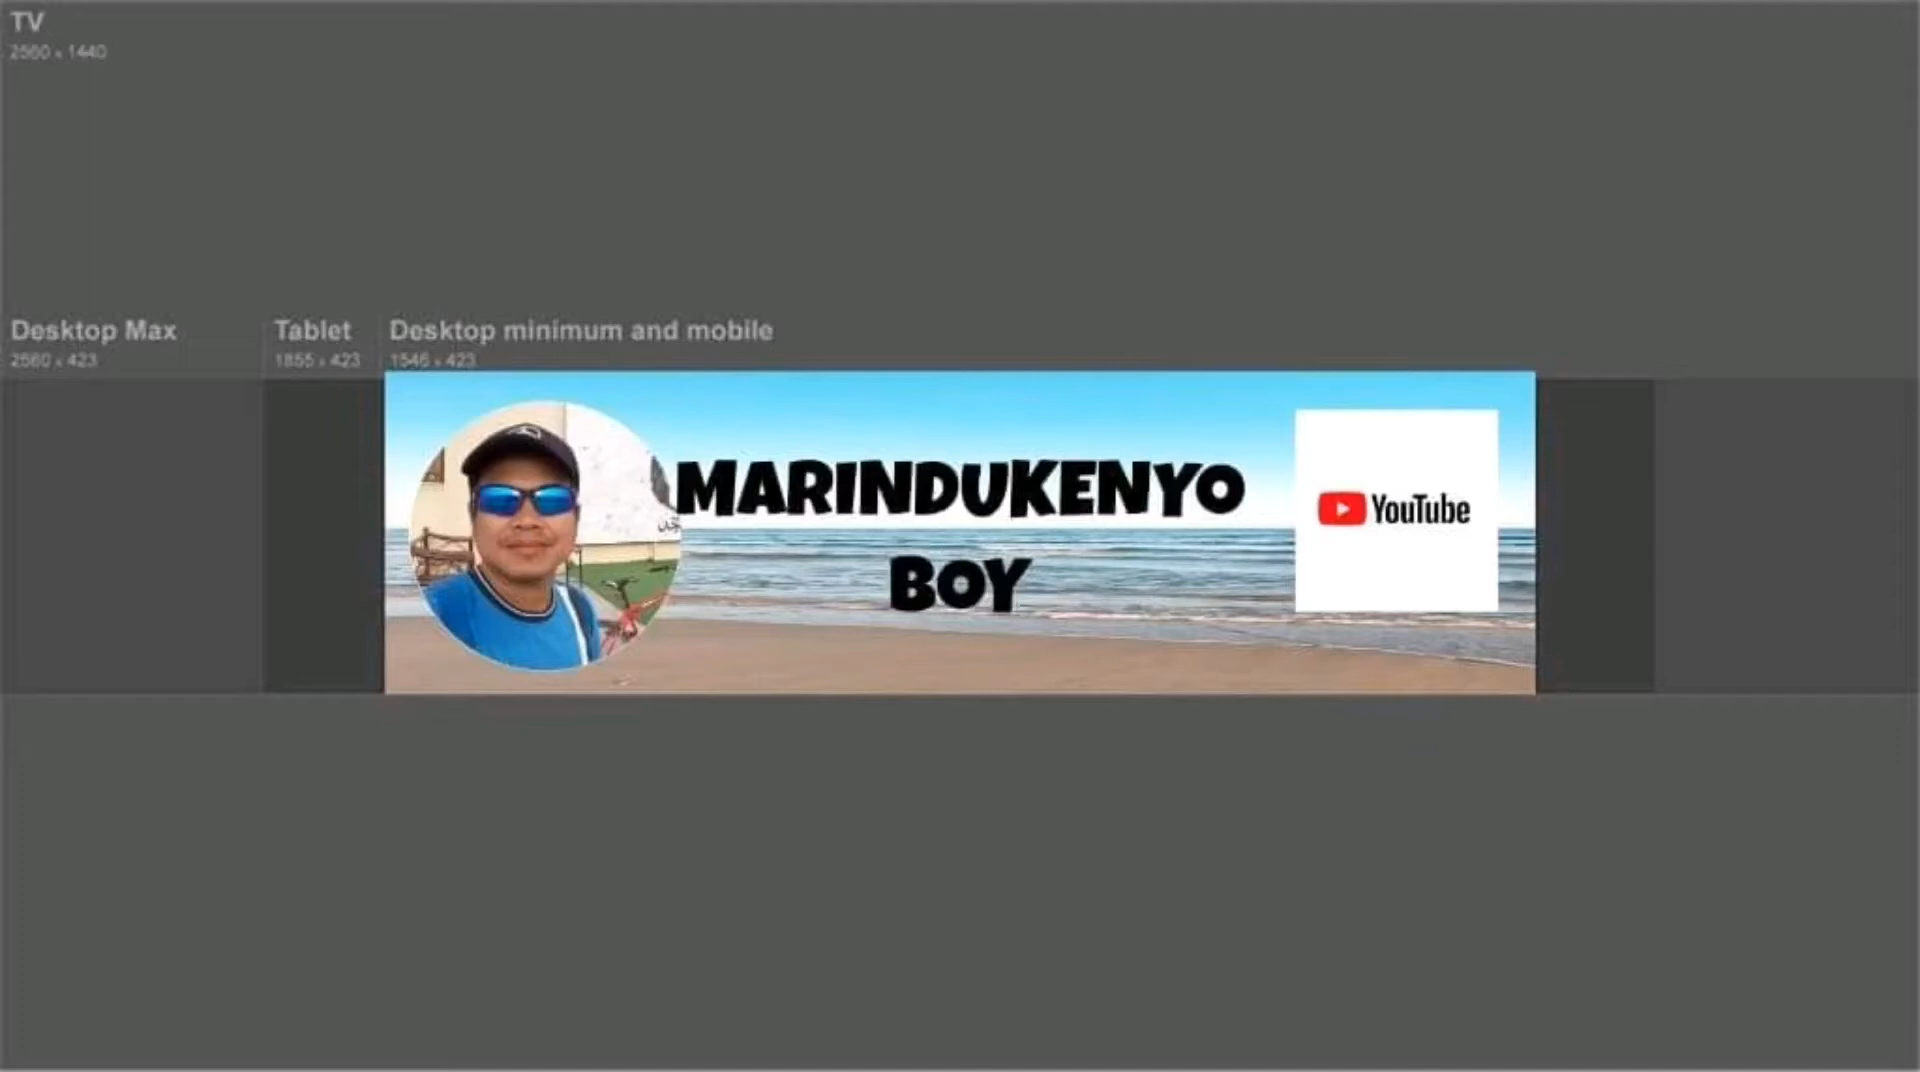 TV
2560 x 1440
Desktop Max
2560 x 423
Tablet
1855 x 423
Desktop minimum and mobile
1546 x 423
MARINDUKENYO
BOY
YouTube